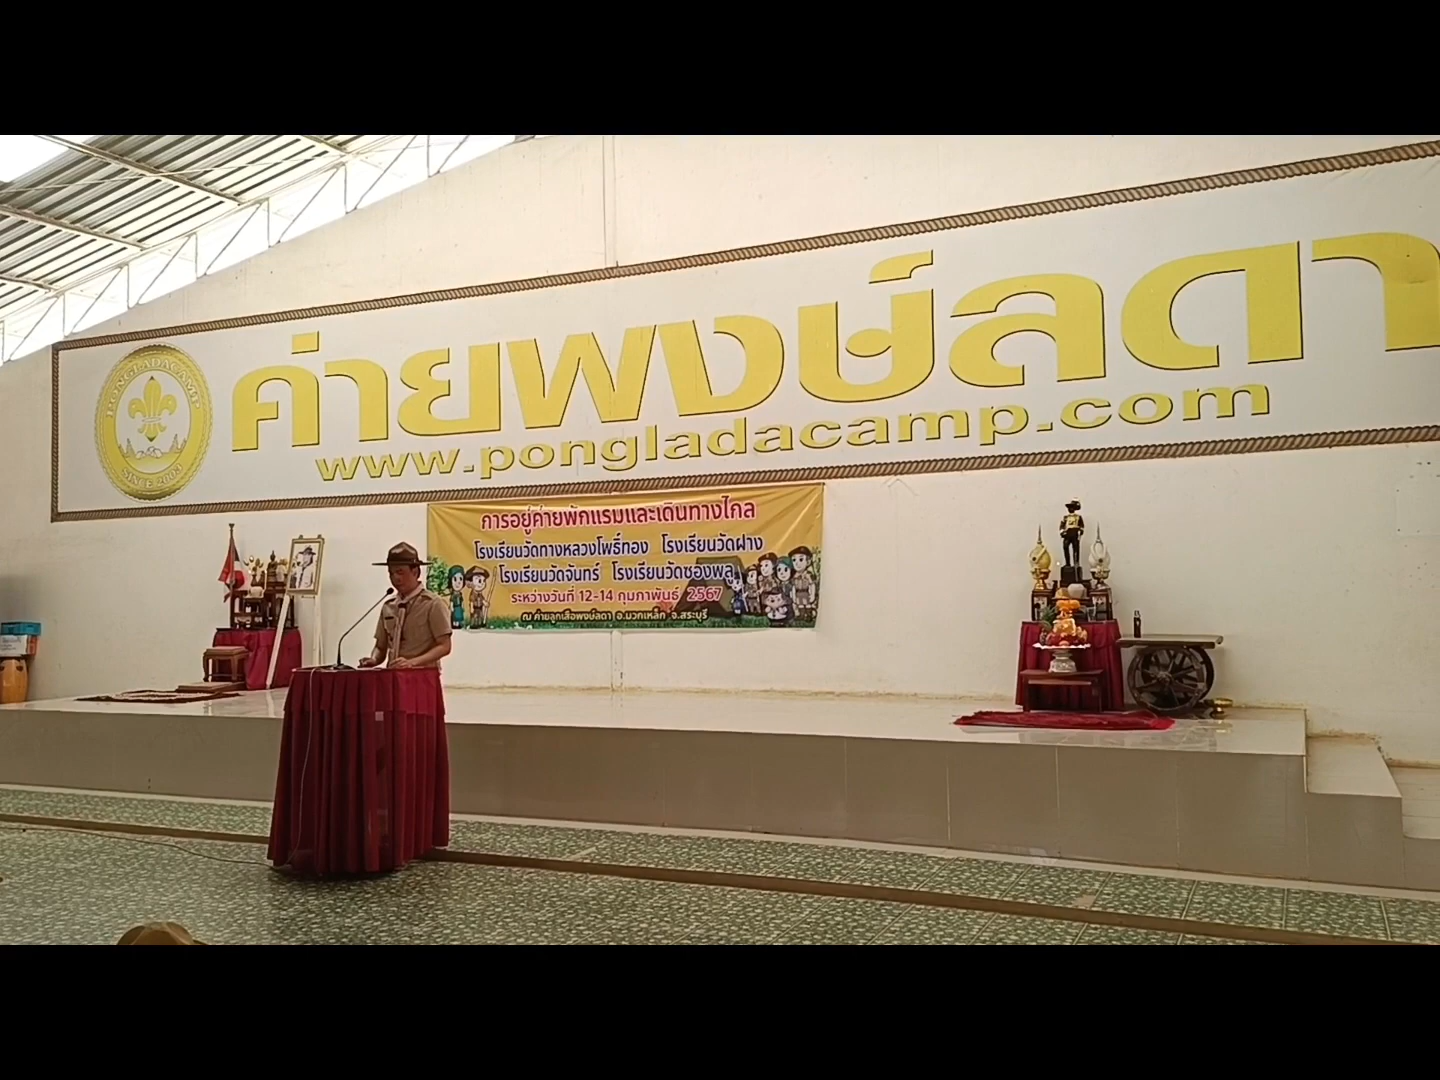 ค่ายพงษ์ลดา
www.pongladacamp.com
PONGLADACAMP
SINCE 2003
การอยู่ค่ายพักแรมและเดินทางไกล
โรงเรียนวัดทางหลวงโพธิ์ทอง โรงเรียนวัดฝาง
โรงเรียนวัดจันทร์ โรงเรียนวัดซองพลู
ระหว่างวันที่ 12-14 กุมภาพันธ์ 2567
ณ ค่ายลูกเสือพงษ์ลดา อ.มวกเหล็ก จ.สระบุรี